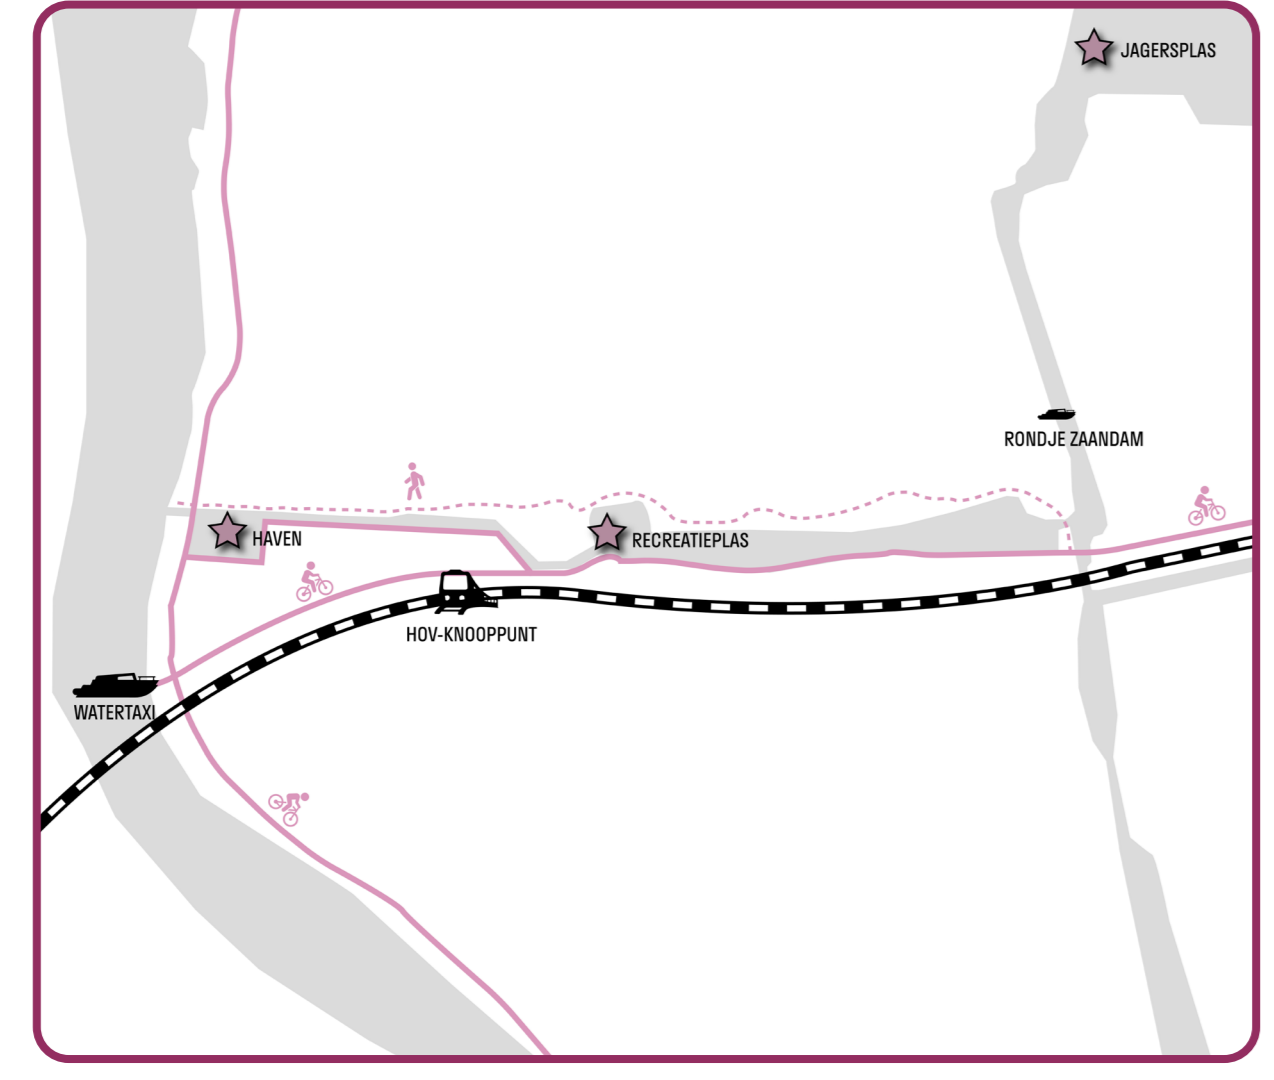 JAGERSPLAS
RONDJE ZAANDAM
HAVEN
RECREATIEPLAS
HOV-KNOOPPUNT
WATERTAXI